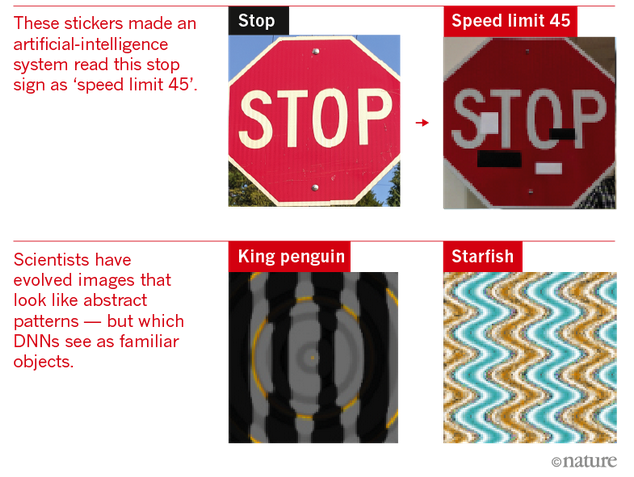 These stickers made an
artificial-intelligence
system read this stop
sign as ‘speed limit 45’.
Stop
STOP
Speed limit 45
STOP
Scientists have
evolved images that
look like abstract
patterns — but which
DNNs see as familiar
objects.
King penguin
Starfish
©nature